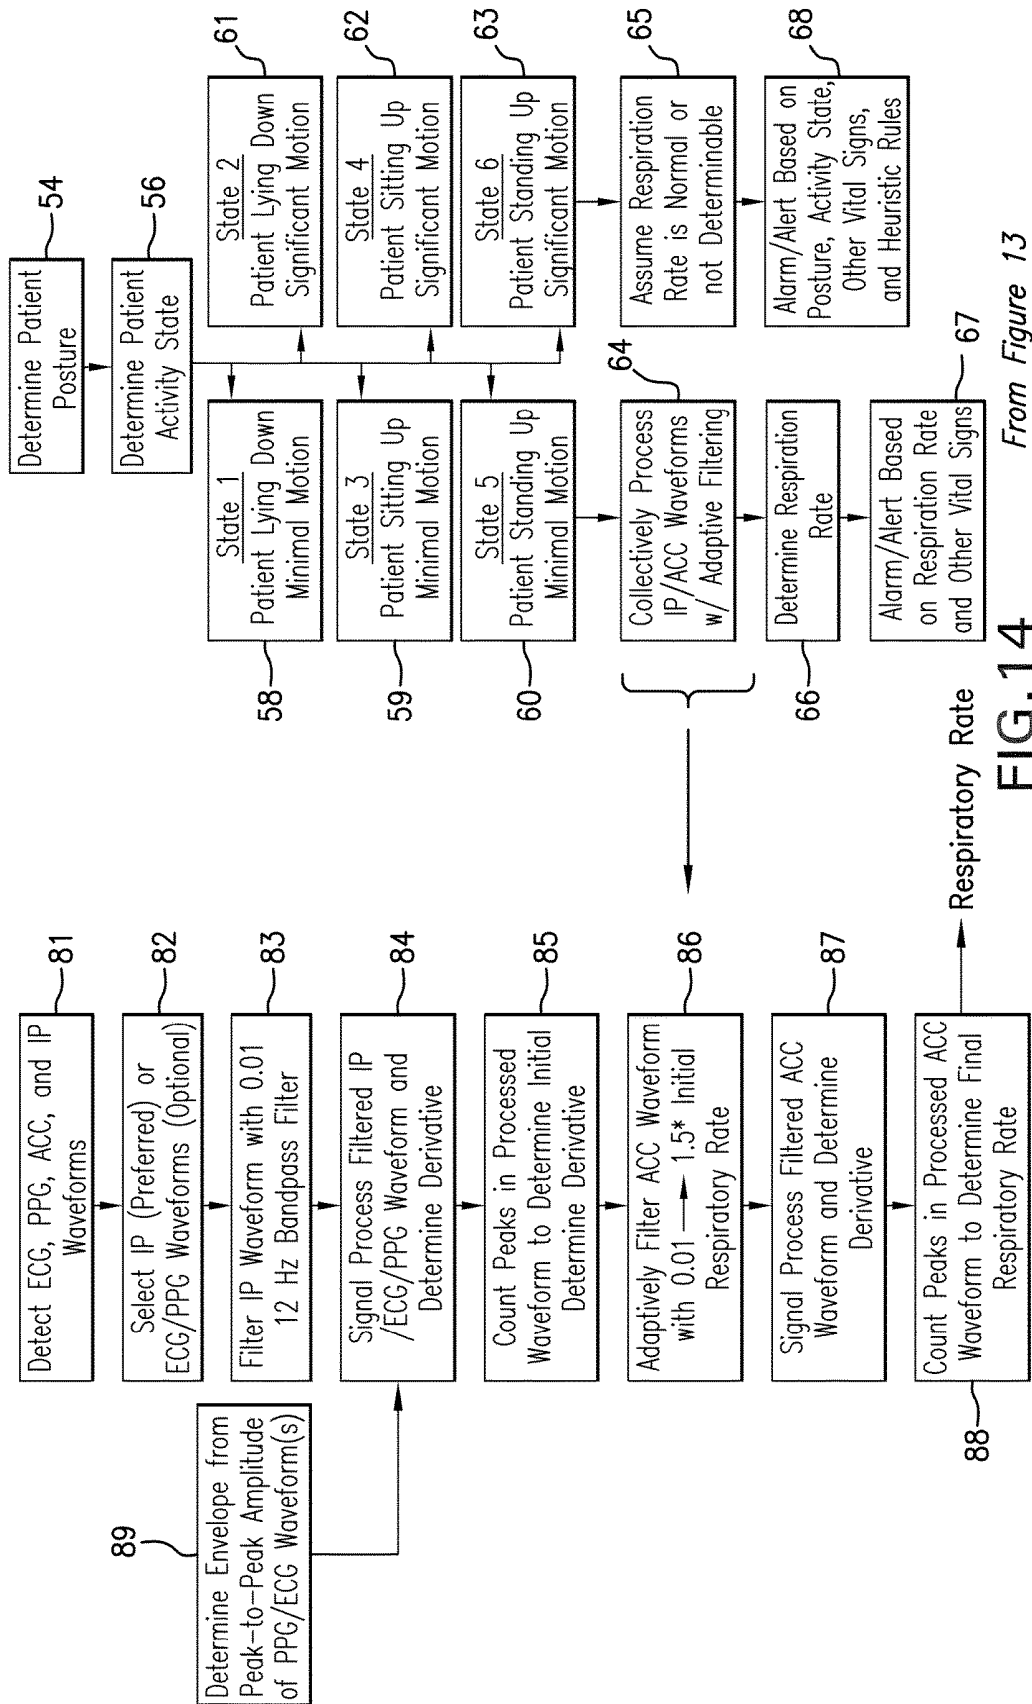 Determine Patient
Posture
54
Determine Patient
Activity State
56
State 1
Patient Lying Down
Minimal Motion
58
State 2
Patient Lying Down
Significant Motion
61
State 3
Patient Sitting Up
Minimal Motion
59
State 4
Patient Sitting Up
Significant Motion
62
State 5
Patient Standing Up
Minimal Motion
60
State 6
Patient Standing Up
Significant Motion
63
Collectively Process
IP/ACC Waveforms
w/ Adaptive Filtering
64
Assume Respiration
Rate is Normal or
not Determinable
65
Determine Respiration
Rate
66
Alarm/Alert Based on
Posture, Activity State,
Other Vital Signs,
and Heuristic Rules
68
Alarm/Alert Based
on Respiration Rate
and Other Vital Signs
67
From Figure 13
Detect ECG, PPG, ACC, and IP
Waveforms
81
Select IP (Preferred) or
ECG/PPG Waveforms (Optional)
82
Filter IP Waveform with 0.01
12 Hz Bandpass Filter
83
Determine Envelope from
Peak-to-Peak Amplitude
of PPG/ECG Waveform(s)
89
Signal Process Filtered IP
/ECG/PPG Waveform and
Determine Derivative
84
Count Peaks in Processed
Waveform to Determine Initial
Determine Derivative
85
Adaptively Filter ACC Waveform
with 0.01 → 1.5* Initial
Respiratory Rate
86
Signal Process Filtered ACC
Waveform and Determine
Derivative
87
Count Peaks in Processed ACC
Waveform to Determine Final
Respiratory Rate
88
Respiratory Rate
FIG.14